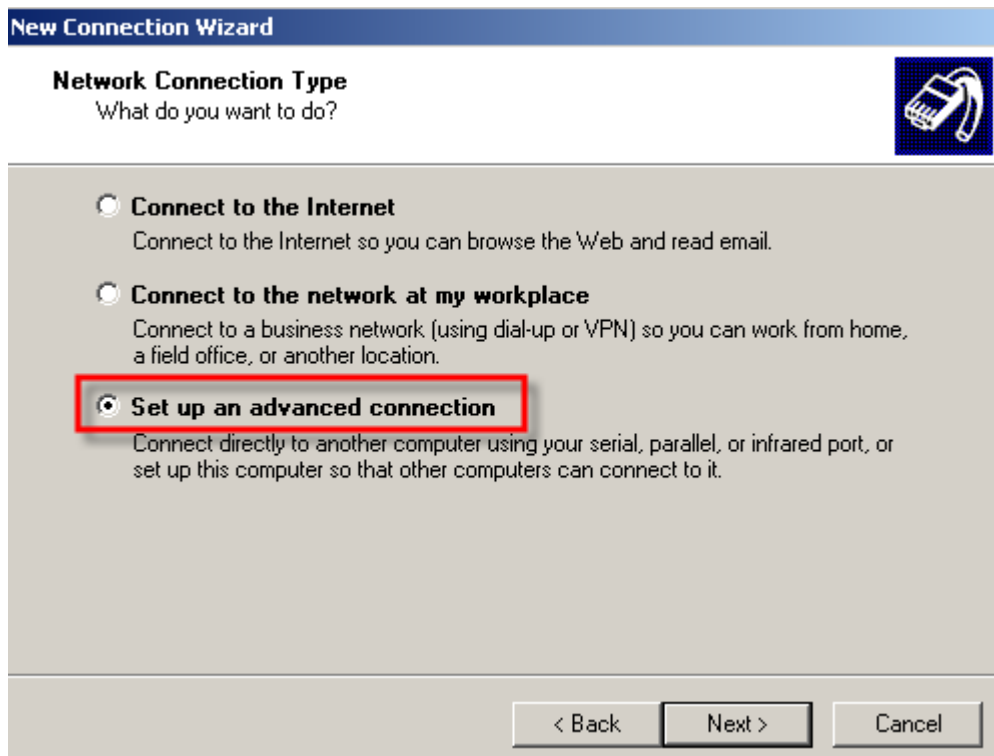 New Connection Wizard
Network Connection Type
What do you want to do?
Connect to the Internet
Connect to the Internet so you can browse the Web and read email.
Connect to the network at my workplace
Connect to a business network (using dial-up or VPN) so you can work from home,
a field office, or another location.
Set up an advanced connection
Connect directly to another computer using your serial, parallel, or infrared port, or
set up this computer so that other computers can connect to it.
< Back
Next >
Cancel